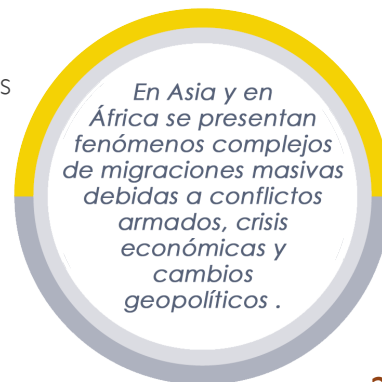 s
En Asia y en
África se presentan
fenómenos complejos
de migraciones masivas
debidas a conflictos
armados, crisis
económicas y
cambios
geopolíticos .